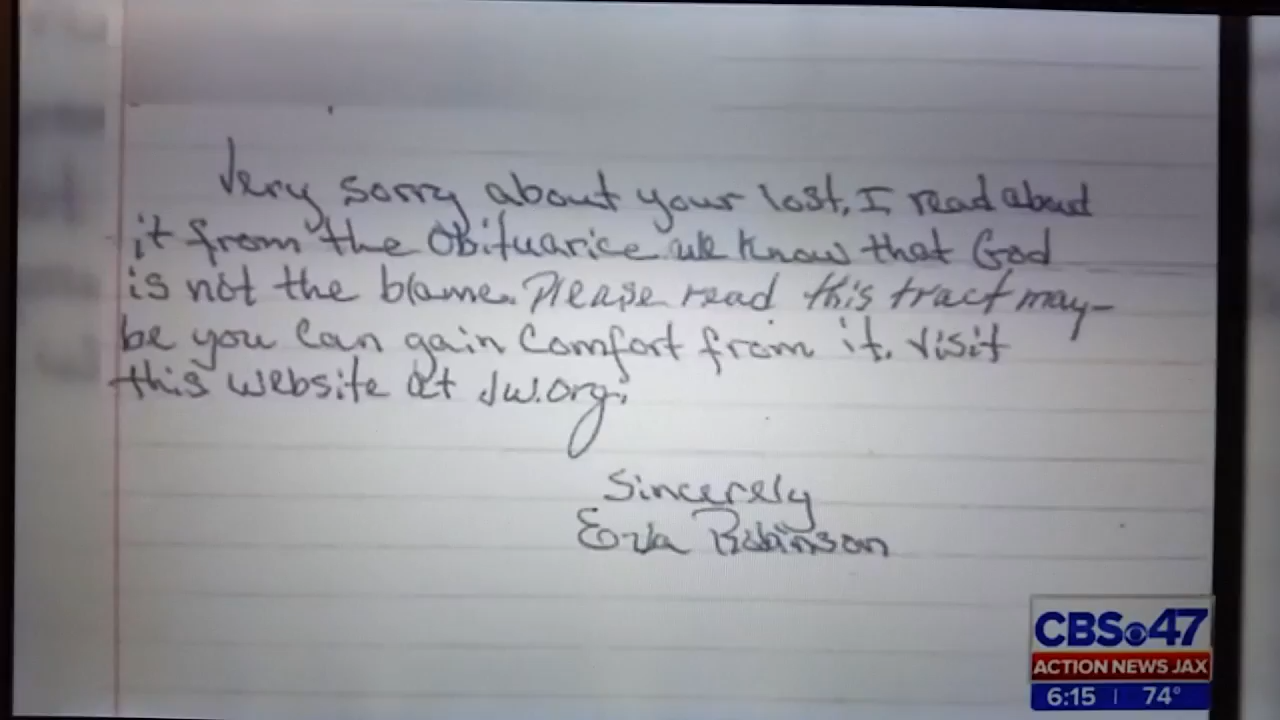 Very sorry about your lost, I read about
it from the Obituarice we know that God
is not the blame. Please read this tract may-
be you can gain Comfort from it. Visit
this website at Jw.org.
Sincerely
Robinson
CBS 47
ACTION NEWS JAX
6:15 | 74°